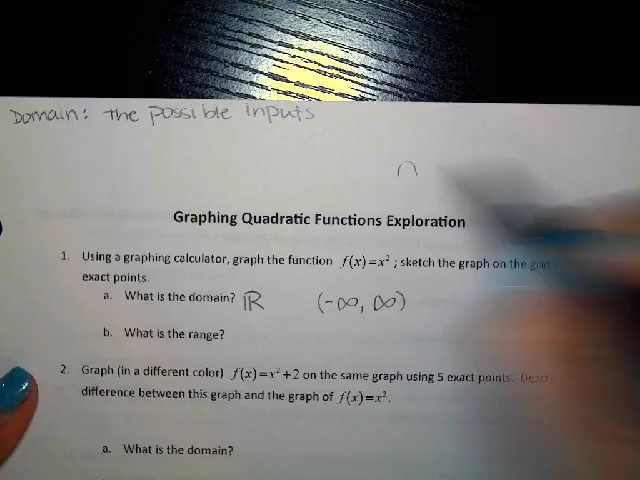 Domain: the possible inputs
∩
Graphing Quadratic Functions Exploration
1. Using a graphing calculator, graph the function f(x)=x²; sketch the graph on the grid
exact points.
a. What is the domain? ℝ (-∞, ∞)
b. What is the range?
2. Graph (in a different color) f(x)=x²+2 on the same graph using 5 exact points.
difference between this graph and the graph of f(x)=x².
a. What is the domain?